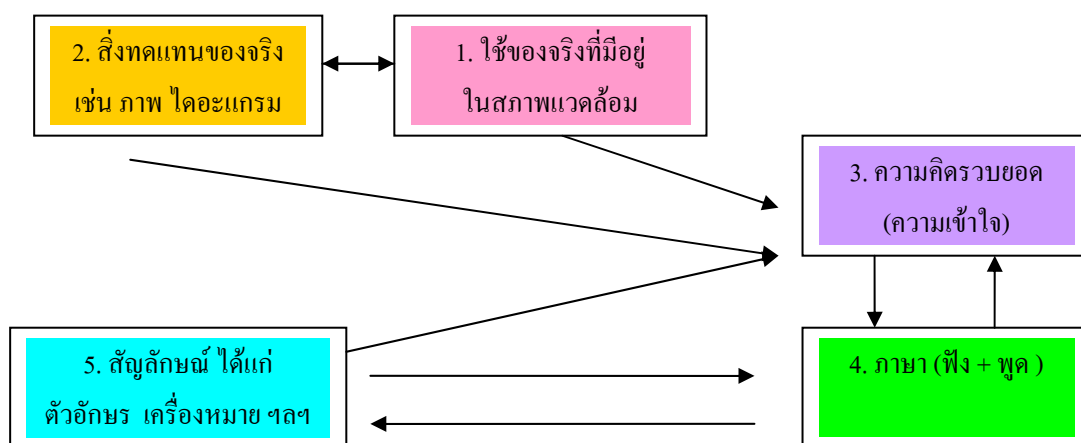 2. สิ่งทดแทนของจริง
เช่น ภาพ ไดอะแกรม
1. ใช้ของจริงที่มีอยู่
ในสภาพแวดล้อม
3. ความคิดรวบยอด
(ความเข้าใจ)
5. สัญลักษณ์ ได้แก่
ตัวอักษร เครื่องหมาย ฯลฯ
4. ภาษา (ฟัง + พูด )